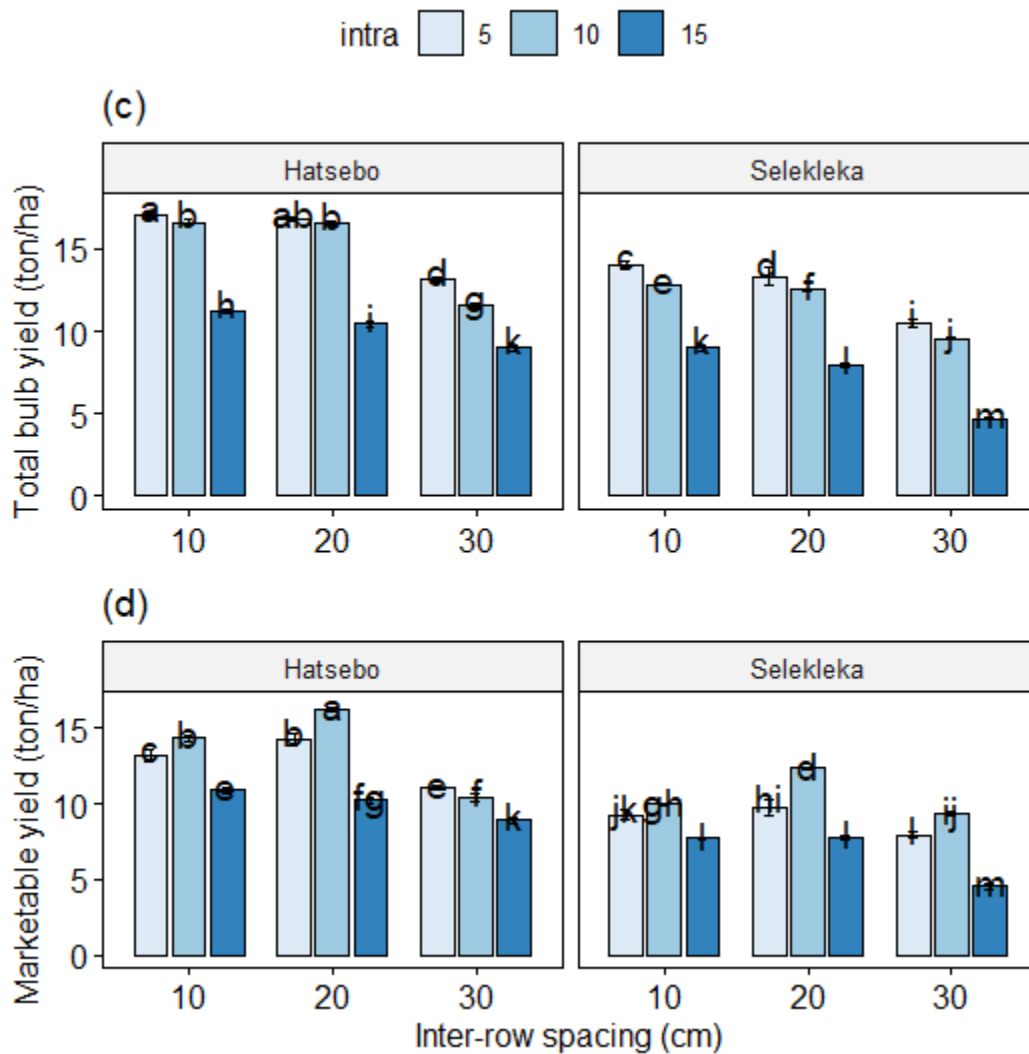 intra 5 10 15
(c)
Hatsebo Selekleka
Total bulb yield (ton/ha)
15
10
5
0
a b h ab b i d g k
c e k d f l i j m
10 20 30 10 20 30
(d)
Hatsebo Selekleka
Marketable yield (ton/ha)
15
10
5
0
c b e b a fg e f k
jk gh l hi d l l ij m
10 20 30 10 20 30
Inter-row spacing (cm)